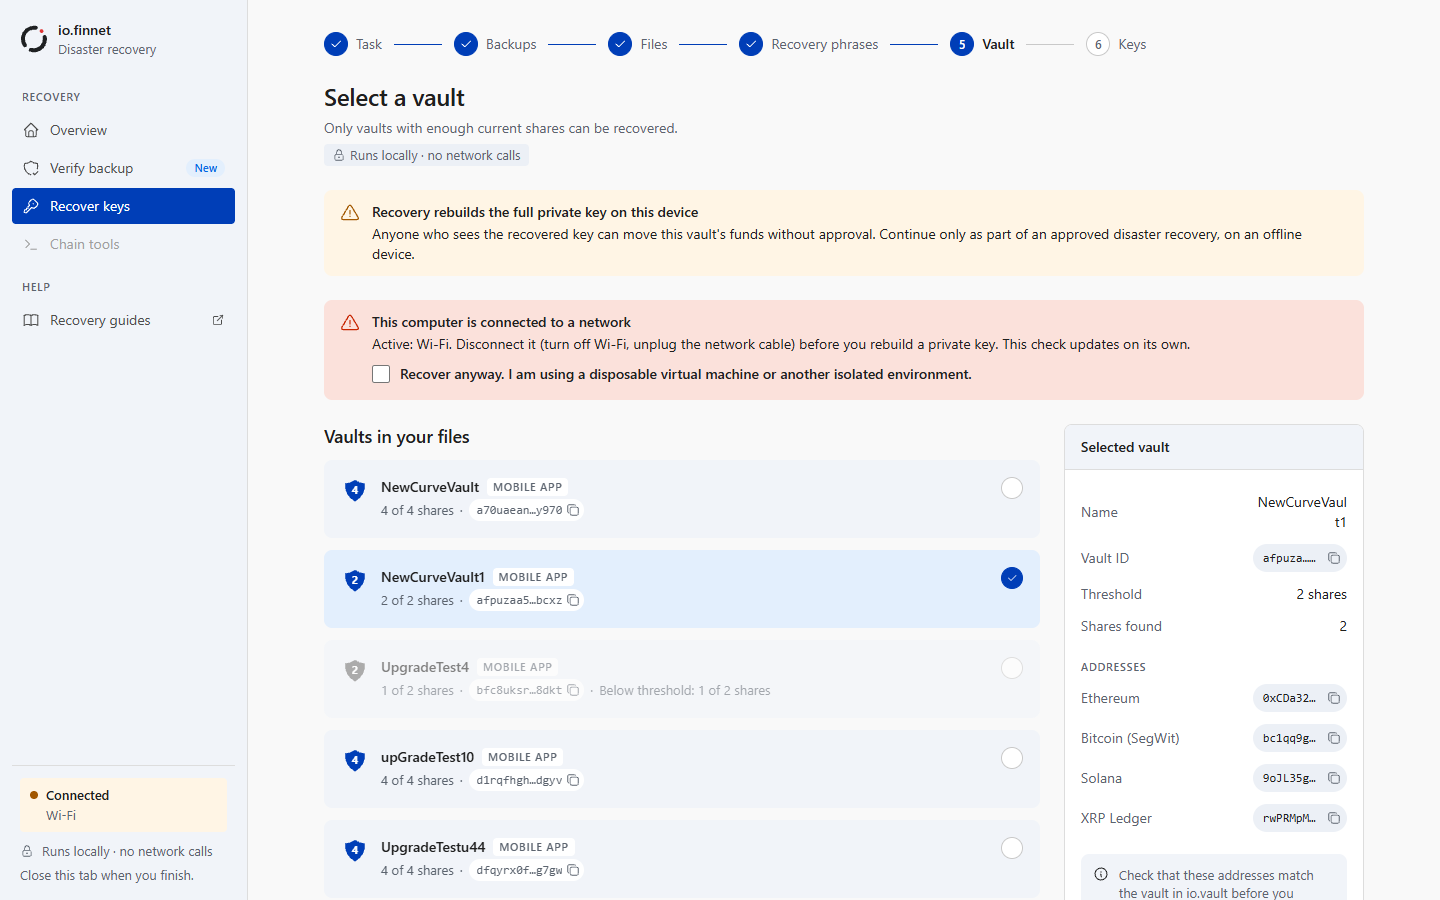 io.finnet
Disaster recovery
RECOVERY
Overview
Verify backup New
Recover keys
Chain tools
HELP
Recovery guides
Connected
Wi-Fi
Runs locally · no network calls
Close this tab when you finish.
Task Backups Files Recovery phrases 5 Vault 6 Keys
Select a vault
Only vaults with enough current shares can be recovered.
Runs locally · no network calls
Recovery rebuilds the full private key on this device
Anyone who sees the recovered key can move this vault's funds without approval. Continue only as part of an approved disaster recovery, on an offline
device.
This computer is connected to a network
Active: Wi-Fi. Disconnect it (turn off Wi-Fi, unplug the network cable) before you rebuild a private key. This check updates on its own.
Recover anyway. I am using a disposable virtual machine or another isolated environment.
Vaults in your files
4 NewCurveVault MOBILE APP
4 of 4 shares · a70uaean…y970
2 NewCurveVault1 MOBILE APP
2 of 2 shares · afpuzaa5…bcxz
2 UpgradeTest4 MOBILE APP
1 of 2 shares · bfc8uksr…8dkt · Below threshold: 1 of 2 shares
4 upGradeTest10 MOBILE APP
4 of 4 shares · d1rqfhgh…dgyv
4 UpgradeTestu44 MOBILE APP
4 of 4 shares · dfqyrx0f…g7gw
Selected vault
Name NewCurveVaul
t1
Vault ID afpuza……
Threshold 2 shares
Shares found 2
ADDRESSES
Ethereum 0xCDa32…
Bitcoin (SegWit) bc1qq9g…
Solana 9oJL35g…
XRP Ledger rwPRMpM…
Check that these addresses match
the vault in io.vault before you